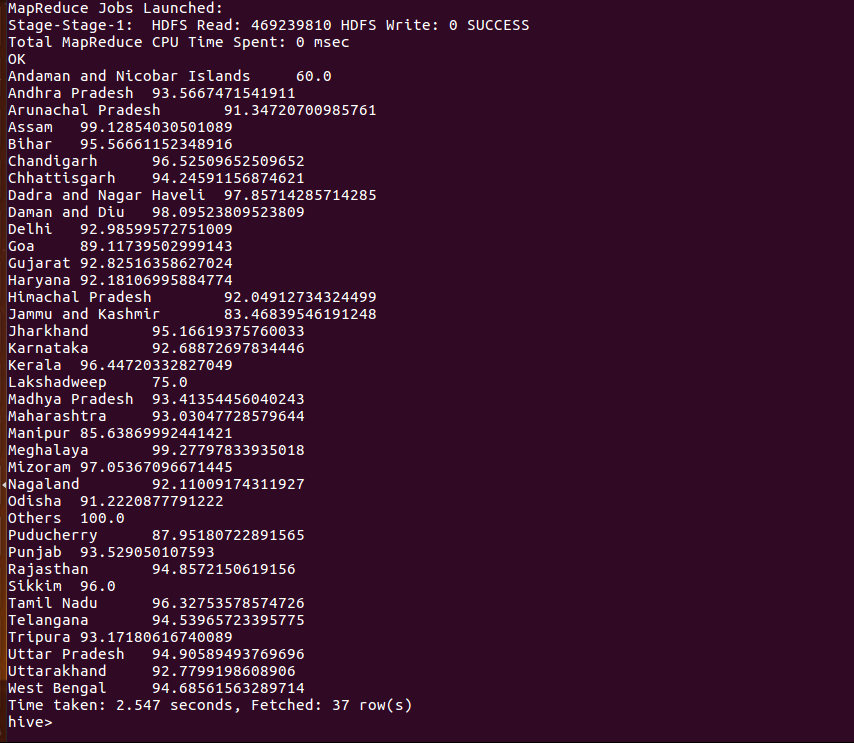 MapReduce Jobs Launched:
Stage-Stage-1:  HDFS Read: 469239810 HDFS Write: 0 SUCCESS
Total MapReduce CPU Time Spent: 0 msec
OK
Andaman and Nicobar Islands     60.0
Andhra Pradesh  93.5667471541911
Arunachal Pradesh       91.34720700985761
Assam   99.12854030501089
Bihar   95.56661152348916
Chandigarh      96.52509652509652
Chhattisgarh    94.24591156874621
Dadra and Nagar Haveli  97.85714285714285
Daman and Diu   98.09523809523809
Delhi   92.98599572751009
Goa     89.11739502999143
Gujarat 92.82516358627024
Haryana 92.18106995884774
Himachal Pradesh        92.04912734324499
Jammu and Kashmir       83.46839546191248
Jharkhand       95.16619375760033
Karnataka       92.68872697834446
Kerala  96.44720332827049
Lakshadweep     75.0
Madhya Pradesh  93.41354456040243
Maharashtra     93.03047728579644
Manipur 85.63869992441421
Meghalaya       99.27797833935018
Mizoram 97.05367096671445
Nagaland        92.11009174311927
Odisha  91.2220877791222
Others  100.0
Puducherry      87.95180722891565
Punjab  93.529050107593
Rajasthan       94.8572150619156
Sikkim  96.0
Tamil Nadu      96.32753578574726
Telangana       94.53965723395775
Tripura 93.17180616740089
Uttar Pradesh   94.90589493769696
Uttarakhand     92.7799198608906
West Bengal     94.68561563289714
Time taken: 2.547 seconds, Fetched: 37 row(s)
hive>